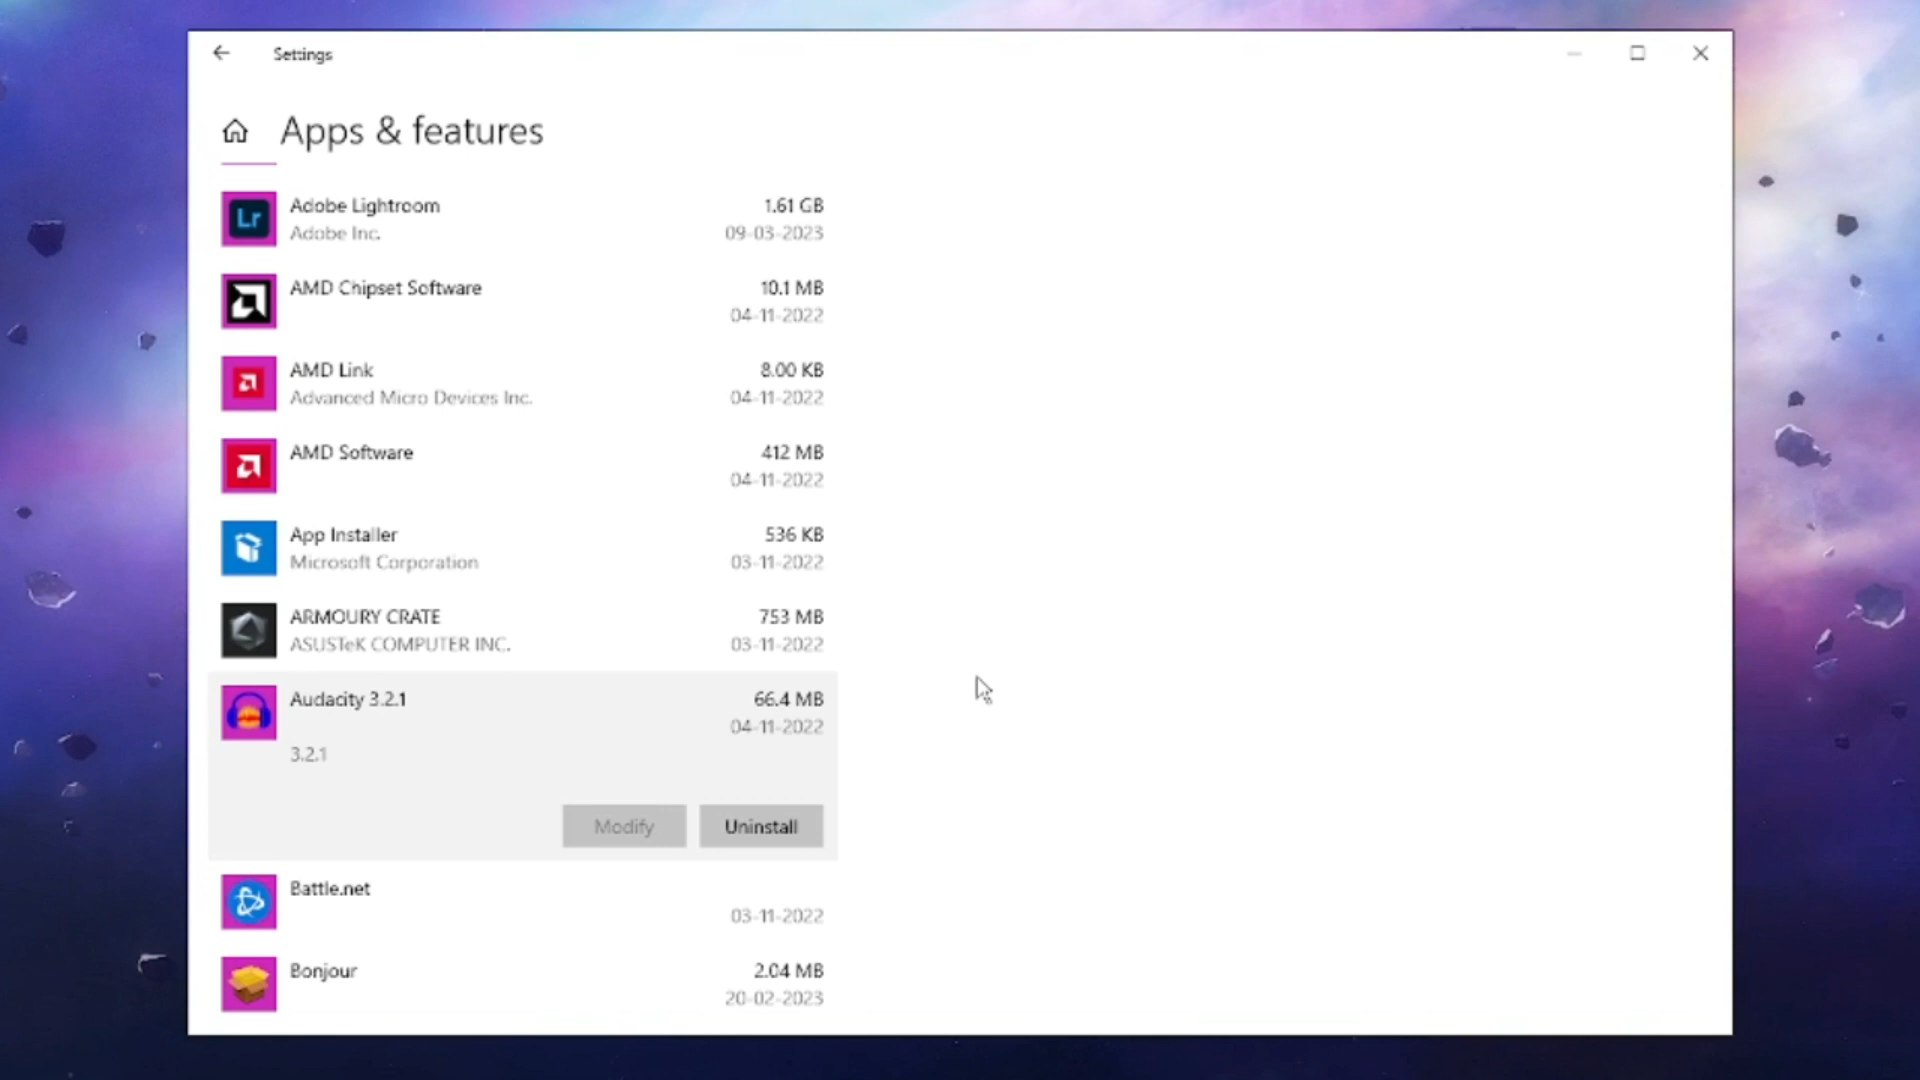 Settings
Apps & features
Lr
Adobe Lightroom 1.61 GB
Adobe Inc. 09-03-2023
AMD Chipset Software 10.1 MB
04-11-2022
AMD Link 8.00 KB
Advanced Micro Devices Inc. 04-11-2022
AMD Software 412 MB
04-11-2022
App Installer 536 KB
Microsoft Corporation 03-11-2022
ARMOURY CRATE 753 MB
ASUSTeK COMPUTER INC. 03-11-2022
Audacity 3.2.1 66.4 MB
04-11-2022
3.2.1
Modify Uninstall
Battle.net
03-11-2022
Bonjour 2.04 MB
20-02-2023